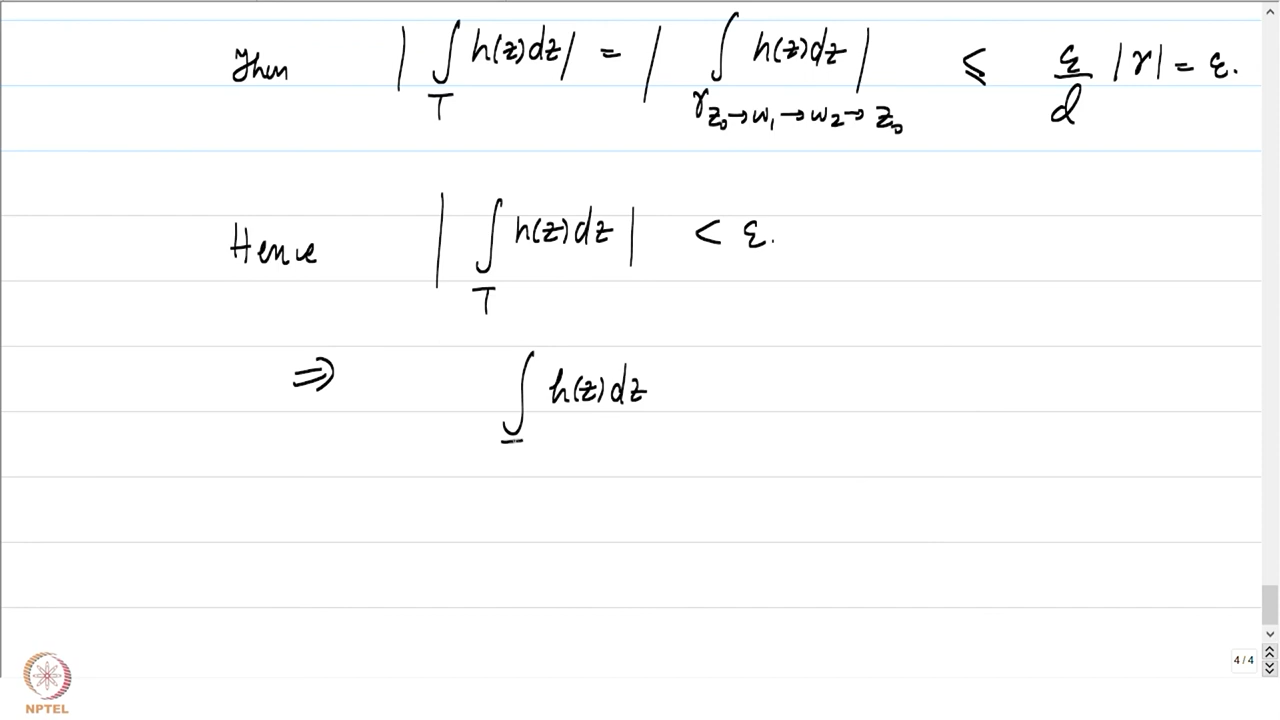 Then | ∫_T h(z)dz | = | ∫_{γ_{z₀→w₁→w₂→z₀}} h(z)dz | ≤ ε/d |γ| = ε.
Hence | ∫_T h(z)dz | < ε.
⇒ ∫_ h(z)dz
4 / 4
NPTEL